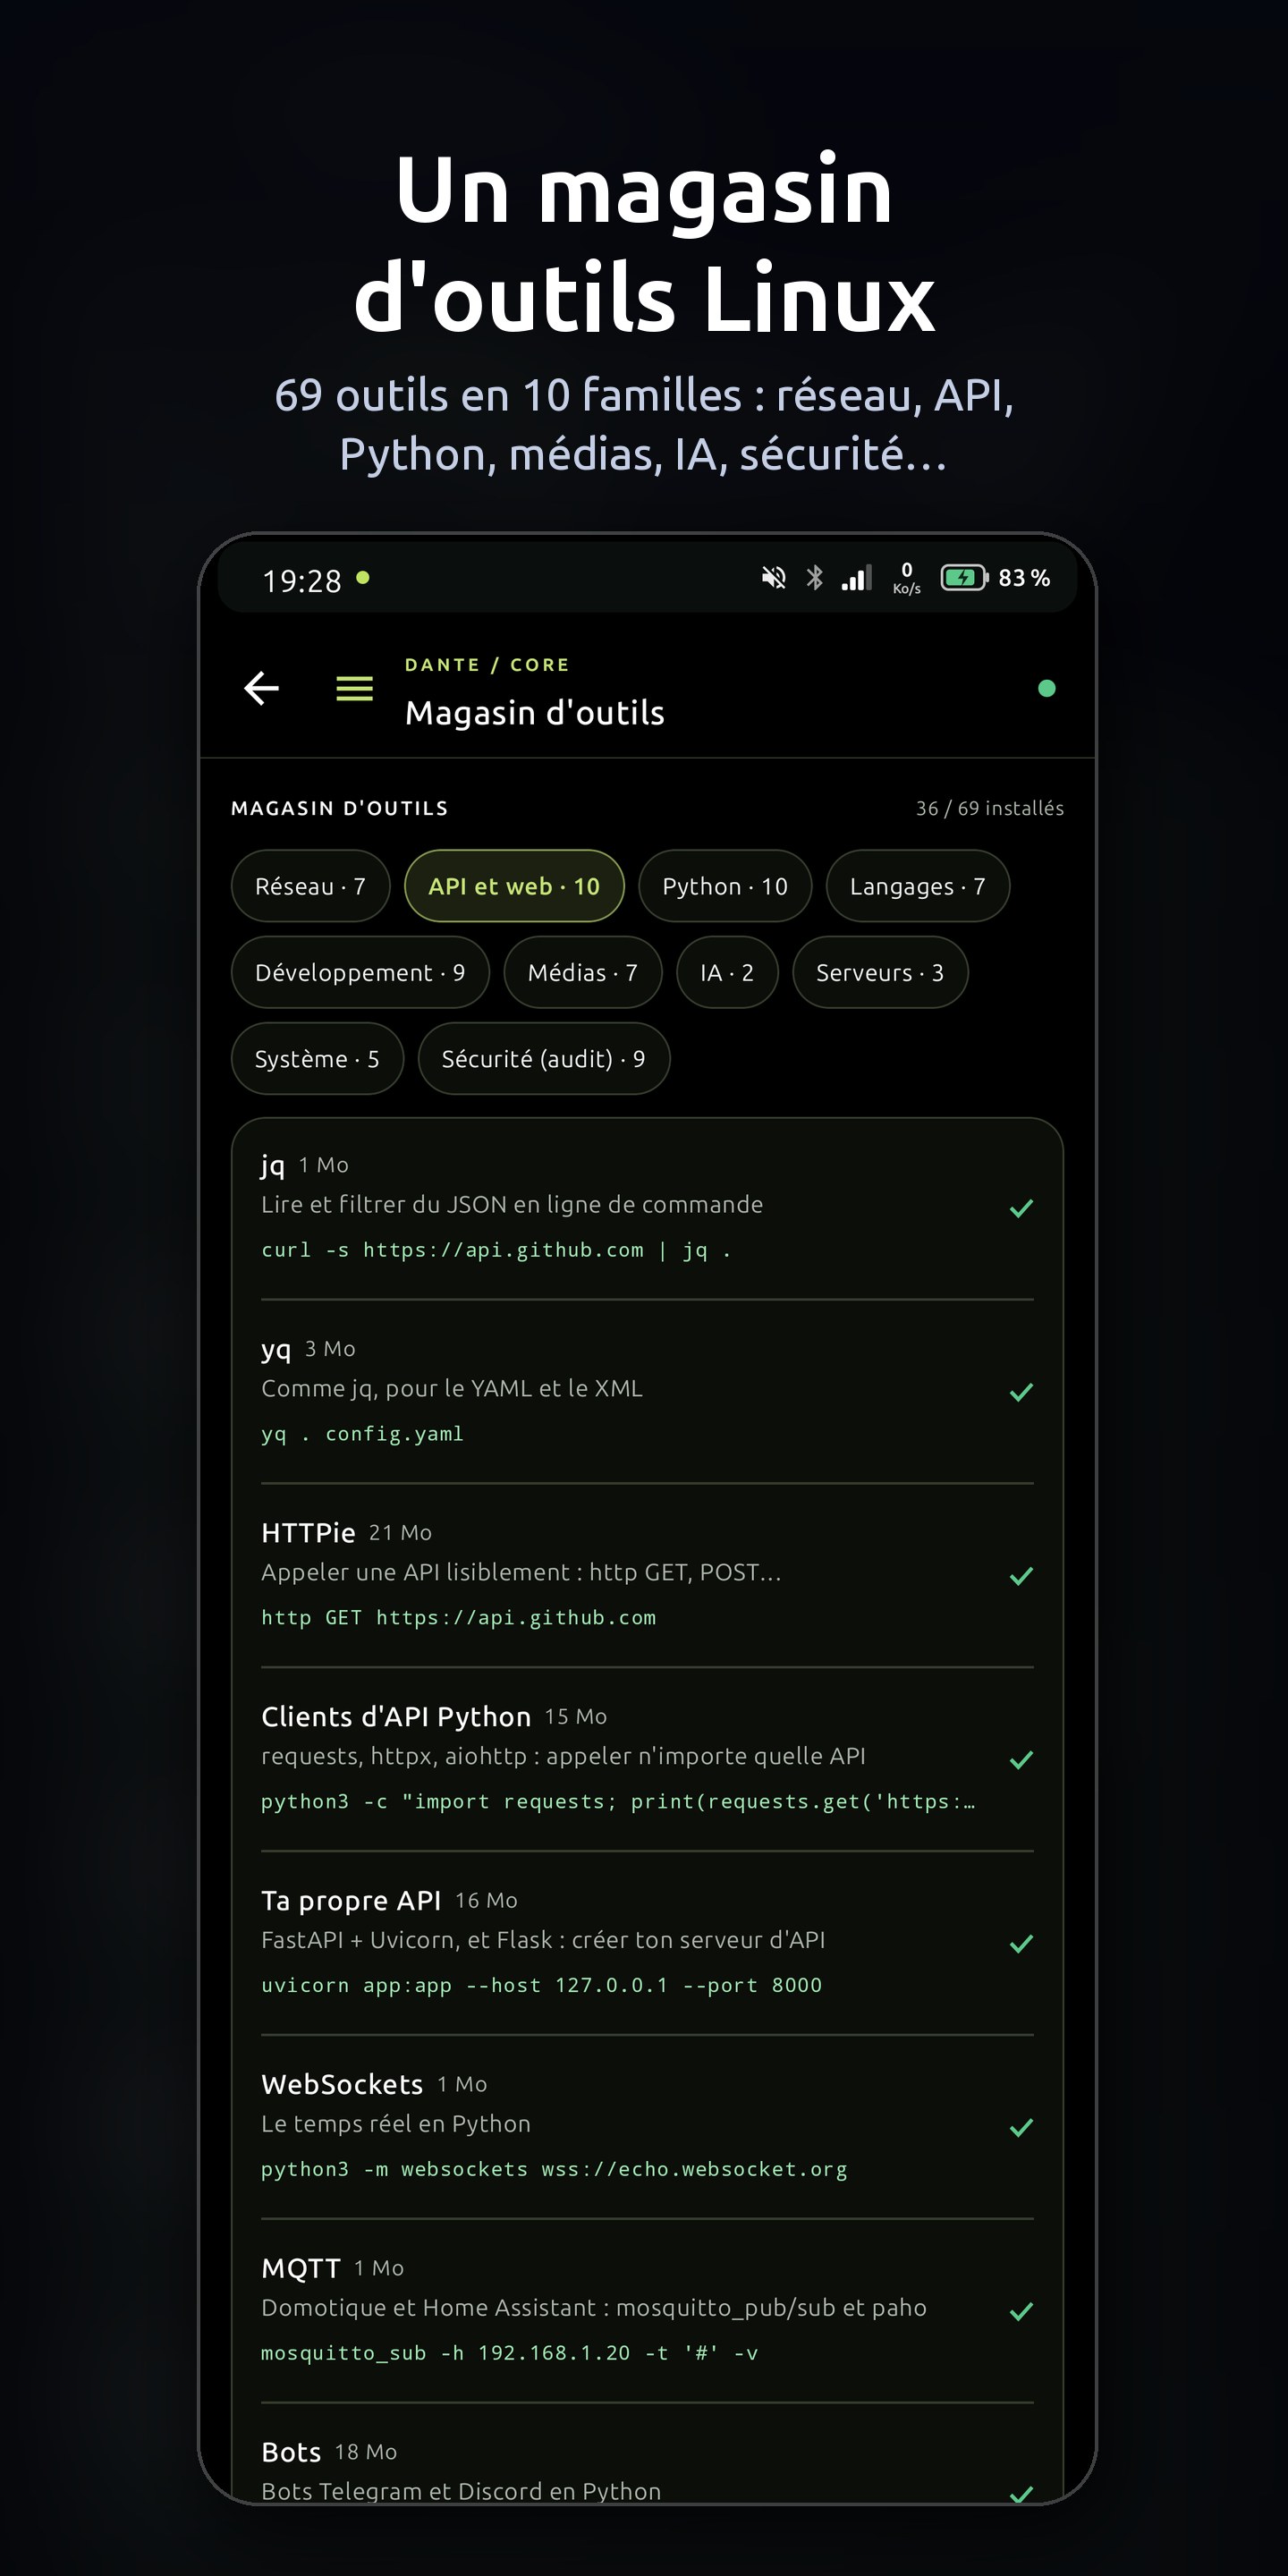 Un magasin
d'outils Linux
69 outils en 10 familles : réseau, API,
Python, médias, IA, sécurité…
19:28
0
Ko/s
83 %
DANTE / CORE
Magasin d'outils
MAGASIN D'OUTILS
36 / 69 installés
Réseau · 7
API et web · 10
Python · 10
Langages · 7
Développement · 9
Médias · 7
IA · 2
Serveurs · 3
Système · 5
Sécurité (audit) · 9
jq 1 Mo
Lire et filtrer du JSON en ligne de commande
curl -s https://api.github.com | jq .
yq 3 Mo
Comme jq, pour le YAML et le XML
yq . config.yaml
HTTPie 21 Mo
Appeler une API lisiblement : http GET, POST…
http GET https://api.github.com
Clients d'API Python 15 Mo
requests, httpx, aiohttp : appeler n'importe quelle API
python3 -c "import requests; print(requests.get('https:…
Ta propre API 16 Mo
FastAPI + Uvicorn, et Flask : créer ton serveur d'API
uvicorn app:app --host 127.0.0.1 --port 8000
WebSockets 1 Mo
Le temps réel en Python
python3 -m websockets wss://echo.websocket.org
MQTT 1 Mo
Domotique et Home Assistant : mosquitto_pub/sub et paho
mosquitto_sub -h 192.168.1.20 -t '#' -v
Bots 18 Mo
Bots Telegram et Discord en Python